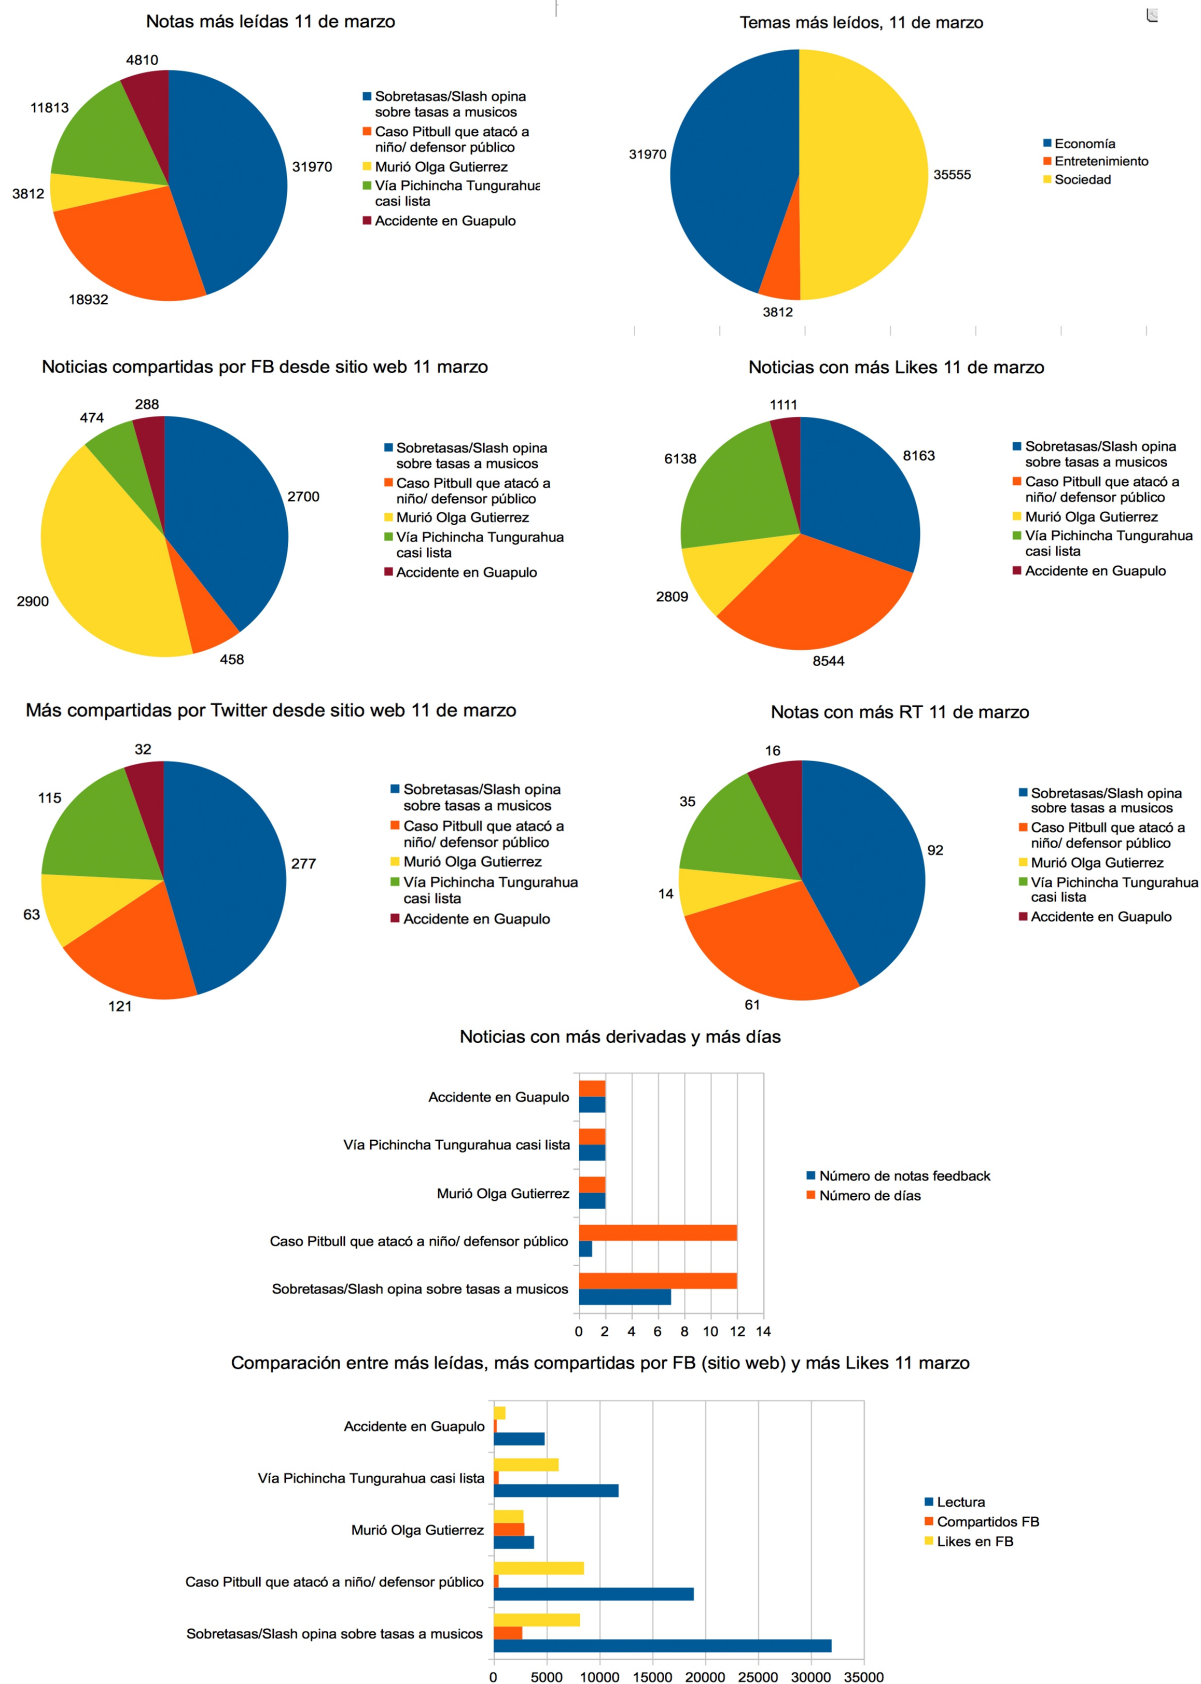 Notas más leídas 11 de marzo
4810
11813
3812
18932
31970
Sobretasas/Slash opina
sobre tasas a musicos
Caso Pitbull que atacó a
niño/ defensor público
Murió Olga Gutierrez
Vía Pichincha Tungurahua
casi lista
Accidente en Guapulo
Temas más leídos, 11 de marzo
31970
35555
3812
Economía
Entretenimiento
Sociedad
Noticias compartidas por FB desde sitio web 11 marzo
288
474
2700
2900
458
Sobretasas/Slash opina
sobre tasas a musicos
Caso Pitbull que atacó a
niño/ defensor público
Murió Olga Gutierrez
Vía Pichincha Tungurahua
casi lista
Accidente en Guapulo
Noticias con más Likes 11 de marzo
1111
6138
8163
2809
8544
Sobretasas/Slash opina
sobre tasas a musicos
Caso Pitbull que atacó a
niño/ defensor público
Murió Olga Gutierrez
Vía Pichincha Tungurahua
casi lista
Accidente en Guapulo
Más compartidas por Twitter desde sitio web 11 de marzo
32
115
277
63
121
Sobretasas/Slash opina
sobre tasas a musicos
Caso Pitbull que atacó a
niño/ defensor público
Murió Olga Gutierrez
Vía Pichincha Tungurahua
casi lista
Accidente en Guapulo
Notas con más RT 11 de marzo
16
35
92
14
61
Sobretasas/Slash opina
sobre tasas a musicos
Caso Pitbull que atacó a
niño/ defensor público
Murió Olga Gutierrez
Vía Pichincha Tungurahua
casi lista
Accidente en Guapulo
Noticias con más derivadas y más días
Accidente en Guapulo
Vía Pichincha Tungurahua casi lista
Murió Olga Gutierrez
Caso Pitbull que atacó a niño/ defensor público
Sobretasas/Slash opina sobre tasas a musicos
0 2 4 6 8 10 12 14
Número de notas feedback
Número de días
Comparación entre más leídas, más compartidas por FB (sitio web) y más Likes 11 marzo
Accidente en Guapulo
Vía Pichincha Tungurahua casi lista
Murió Olga Gutierrez
Caso Pitbull que atacó a niño/ defensor público
Sobretasas/Slash opina sobre tasas a musicos
0 5000 10000 15000 20000 25000 30000 35000
Lectura
Compartidos FB
Likes en FB